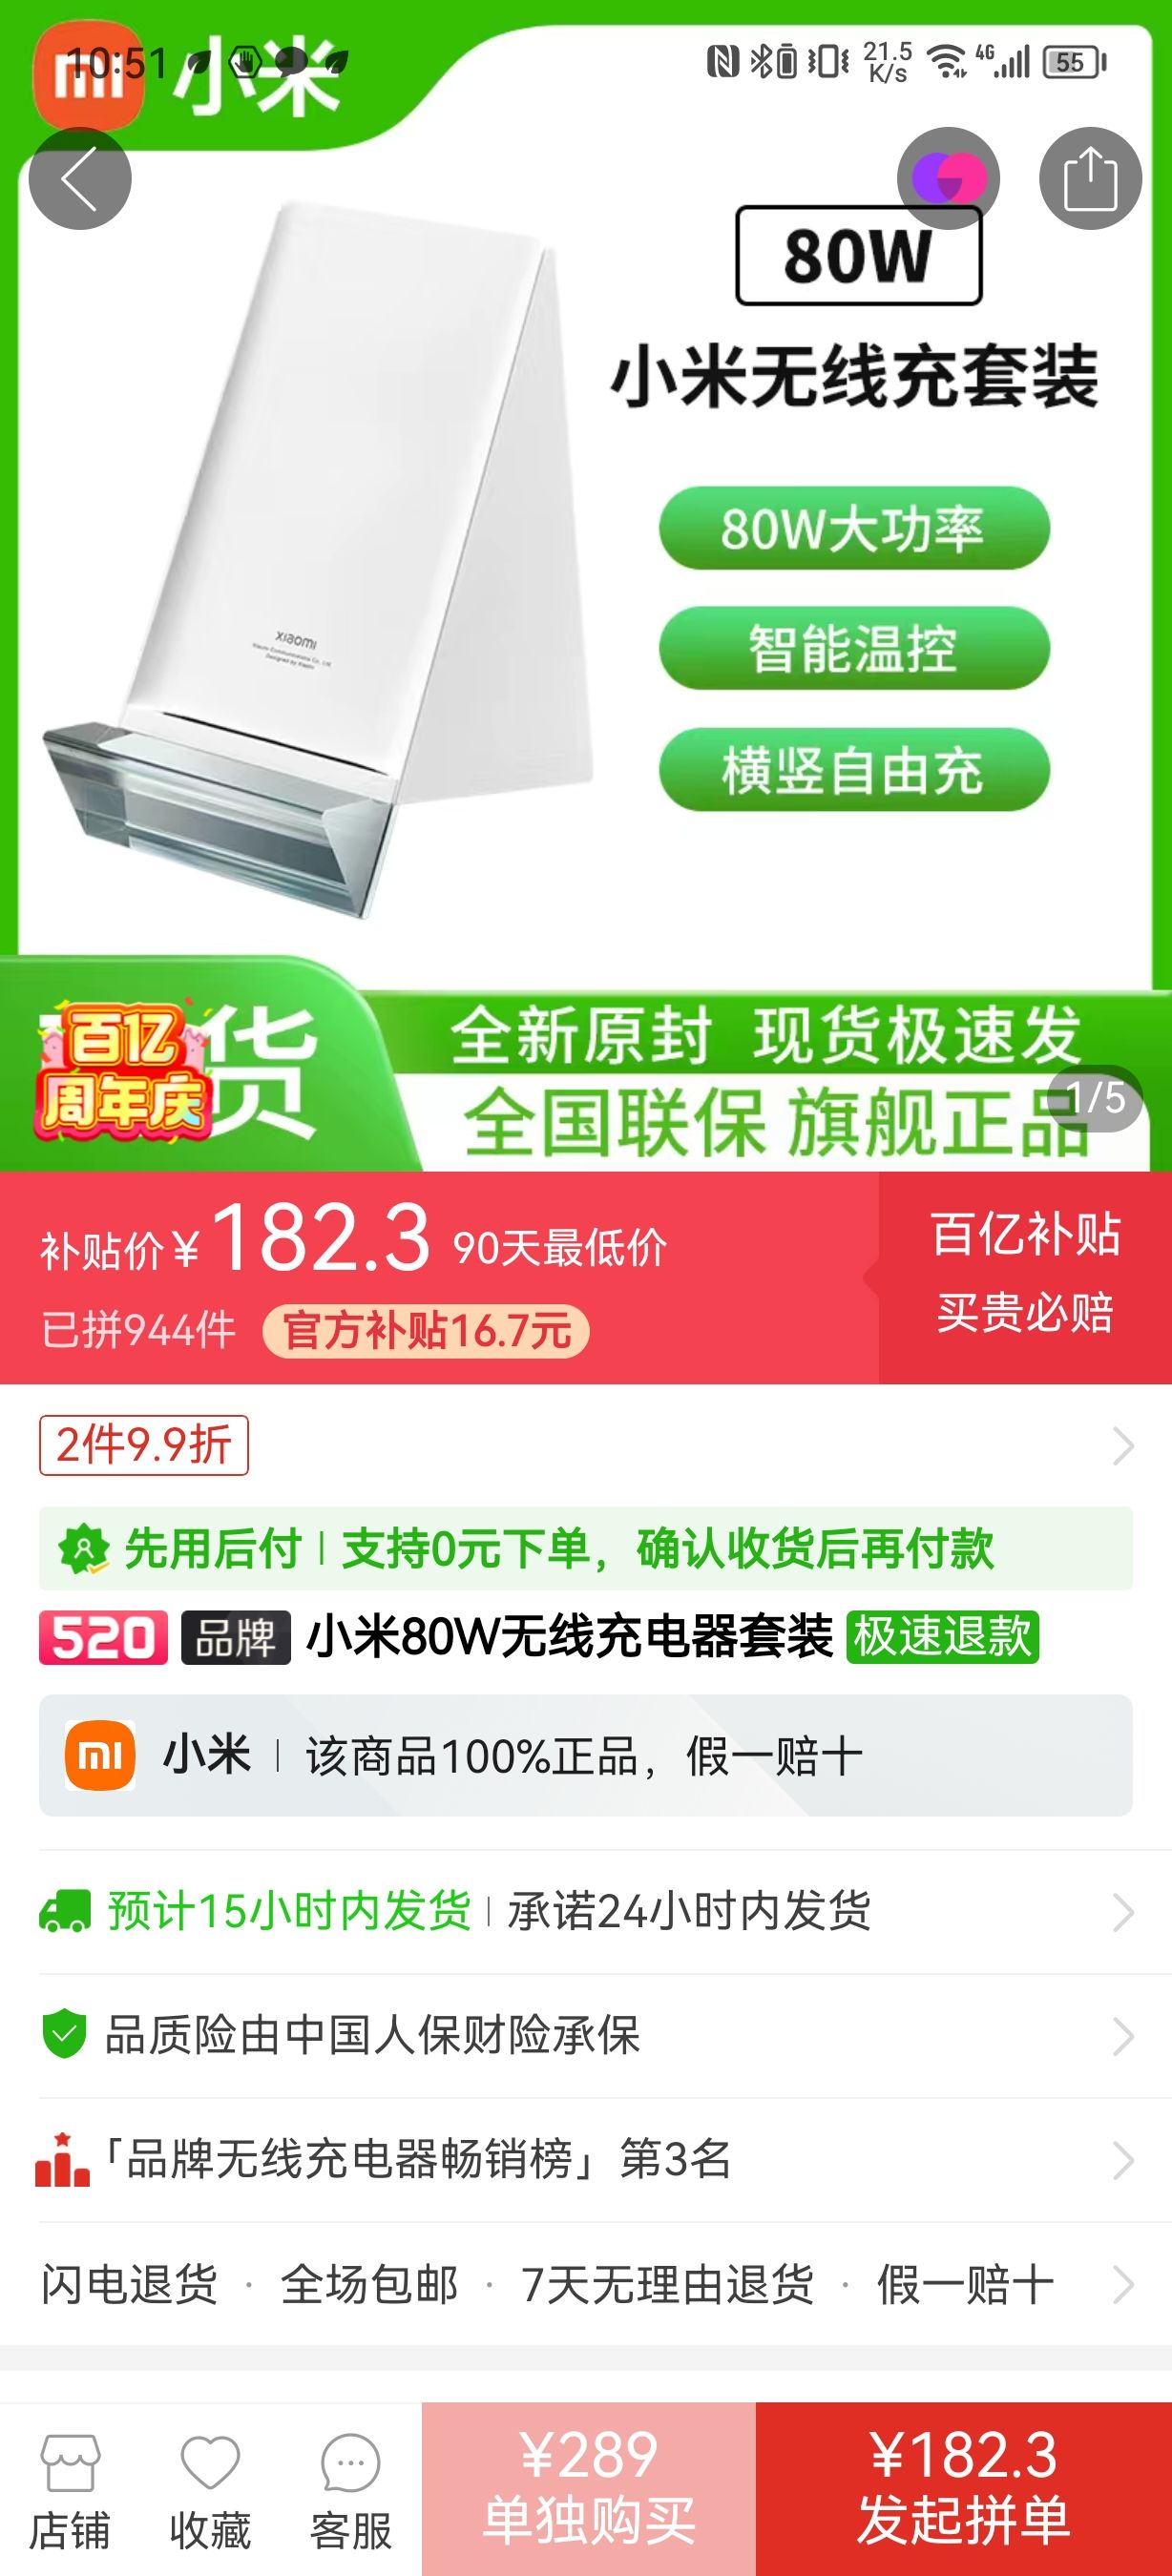 10:51
21.5 K/s
4G
55
mi 小米
80W
小米无线充套装
80W大功率
智能温控
横竖自由充
xiaomi
百亿
周年庆
货
全新原封 现货极速发
全国联保 旗舰正品
1/5
补贴价¥182.3 90天最低价
已拼944件 官方补贴16.7元
百亿补贴
买贵必赔
2件9.9折
先用后付 | 支持0元下单，确认收货后再付款
520 品牌 小米80W无线充电器套装 极速退款
mi 小米 | 该商品100%正品，假一赔十
预计15小时内发货 | 承诺24小时内发货
品质险由中国人保财险承保
「品牌无线充电器畅销榜」第3名
闪电退货 · 全场包邮 · 7天无理由退货 · 假一赔十
店铺
收藏
客服
¥289
单独购买
¥182.3
发起拼单